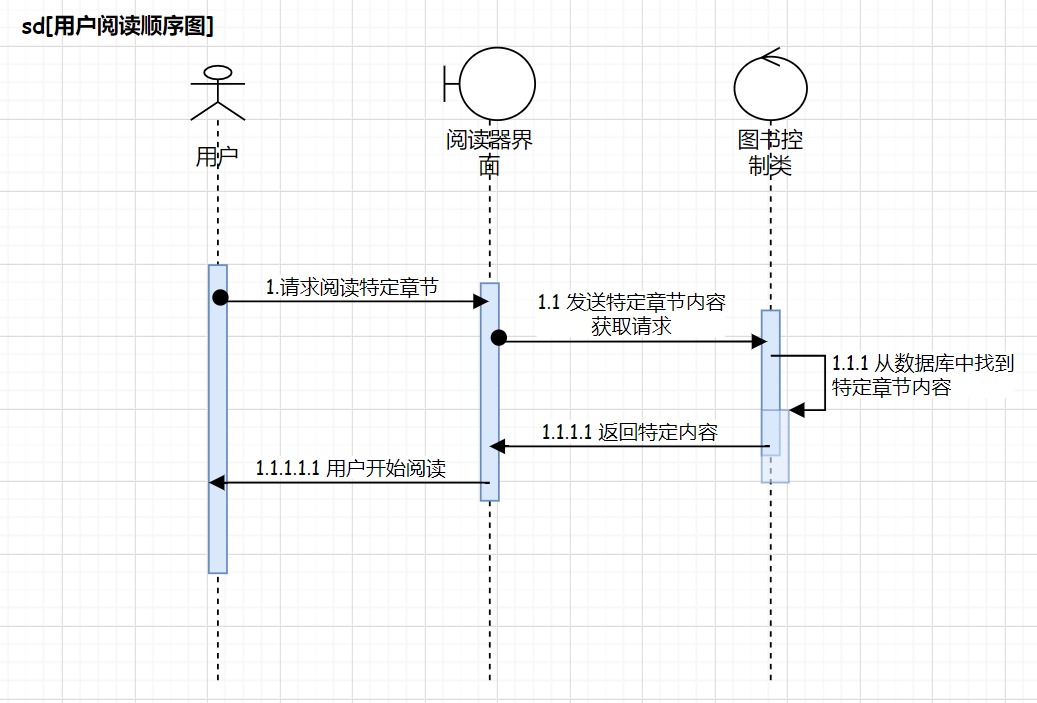 sd[用户阅读顺序图]
用户
阅读器界
面
图书控
制类
1.请求阅读特定章节
1.1 发送特定章节内容
获取请求
1.1.1 从数据库中找到
特定章节内容
1.1.1.1 返回特定内容
1.1.1.1.1 用户开始阅读